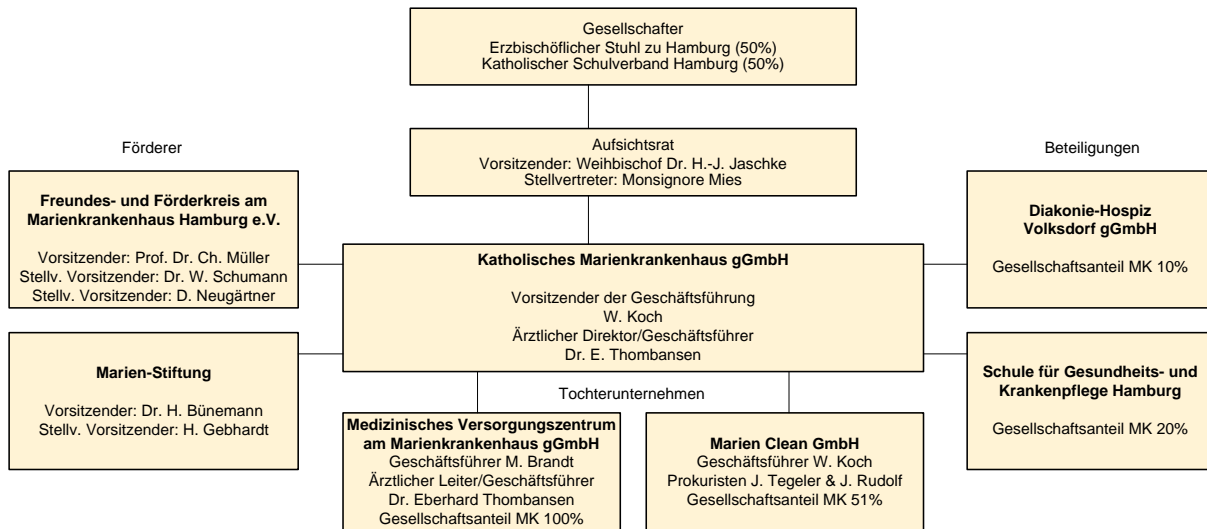 Gesellschafter
Erzbischöflicher Stuhl zu Hamburg (50%)
Katholischer Schulverband Hamburg (50%)
Aufsichtsrat
Vorsitzender: Weihbischof Dr. H.-J. Jaschke
Stellvertreter: Monsignore Mies
Förderer
Freundes- und Förderkreis am
Marienkrankenhaus Hamburg e.V.
Vorsitzender: Prof. Dr. Ch. Müller
Stellv. Vorsitzender: Dr. W. Schumann
Stellv. Vorsitzender: D. Neugärtner
Marien-Stiftung
Vorsitzender: Dr. H. Bünemann
Stellv. Vorsitzender: H. Gebhardt
Katholisches Marienkrankenhaus gGmbH
Vorsitzender der Geschäftsführung
W. Koch
Ärztlicher Direktor/Geschäftsführer
Dr. E. Thombansen
Beteiligungen
Diakonie-Hospiz
Volksdorf gGmbH
Gesellschaftsanteil MK 10%
Schule für Gesundheits- und
Krankenpflege Hamburg
Gesellschaftsanteil MK 20%
Tochterunternehmen
Medizinisches Versorgungszentrum
am Marienkrankenhaus gGmbH
Geschäftsführer M. Brandt
Ärztlicher Leiter/Geschäftsführer
Dr. Eberhard Thombansen
Gesellschaftsanteil MK 100%
Marien Clean GmbH
Geschäftsführer W. Koch
Prokuristen J. Tegeler & J. Rudolf
Gesellschaftsanteil MK 51%